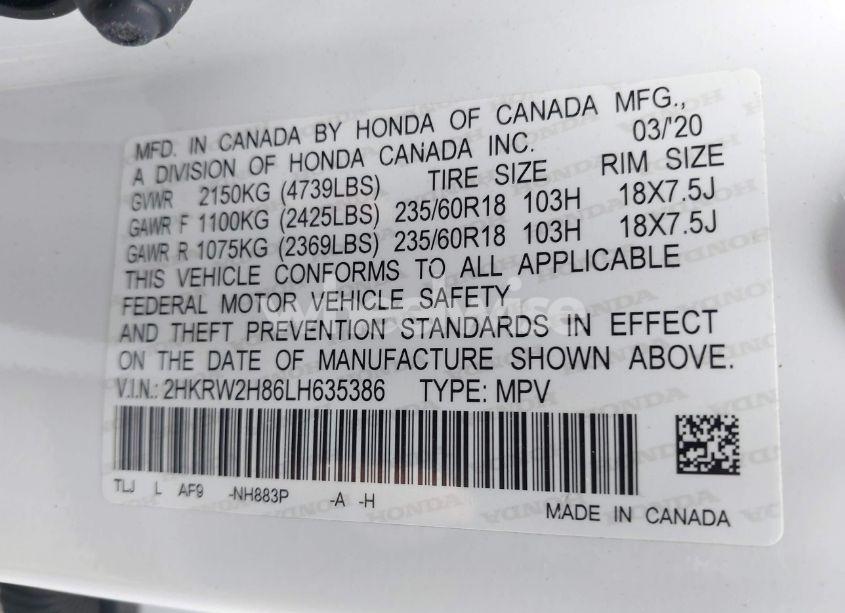 MFD. IN CANADA BY HONDA OF CANADA MFG.,
A DIVISION OF HONDA CANADA INC. 03/'20
GVWR 2150KG (4739LBS) TIRE SIZE RIM SIZE
GAWR F 1100KG (2425LBS) 235/60R18 103H 18X7.5J
GAWR R 1075KG (2369LBS) 235/60R18 103H 18X7.5J
THIS VEHICLE CONFORMS TO ALL APPLICABLE
FEDERAL MOTOR VEHICLE SAFETY
AND THEFT PREVENTION STANDARDS IN EFFECT
ON THE DATE OF MANUFACTURE SHOWN ABOVE.
V.I.N.: 2HKRW2H86LH635386 TYPE: MPV
TLJ L AF9 -NH883P -A -H
MADE IN CANADA